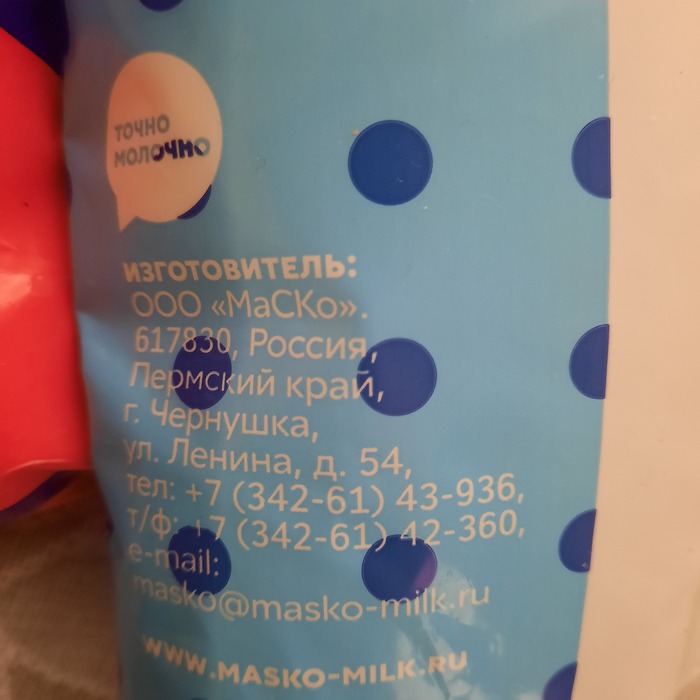 ТОЧНО
МОЛОЧНО
ИЗГОТОВИТЕЛЬ:
ООО «МаСКо».
617830, Россия,
Пермский край,
г. Чернушка,
ул. Ленина, д. 54,
тел: +7 (342-61) 43-936,
т/ф: +7 (342-61) 42-360,
e-mail:
masko@masko-milk.ru
WWW.MASKO-MILK.RU